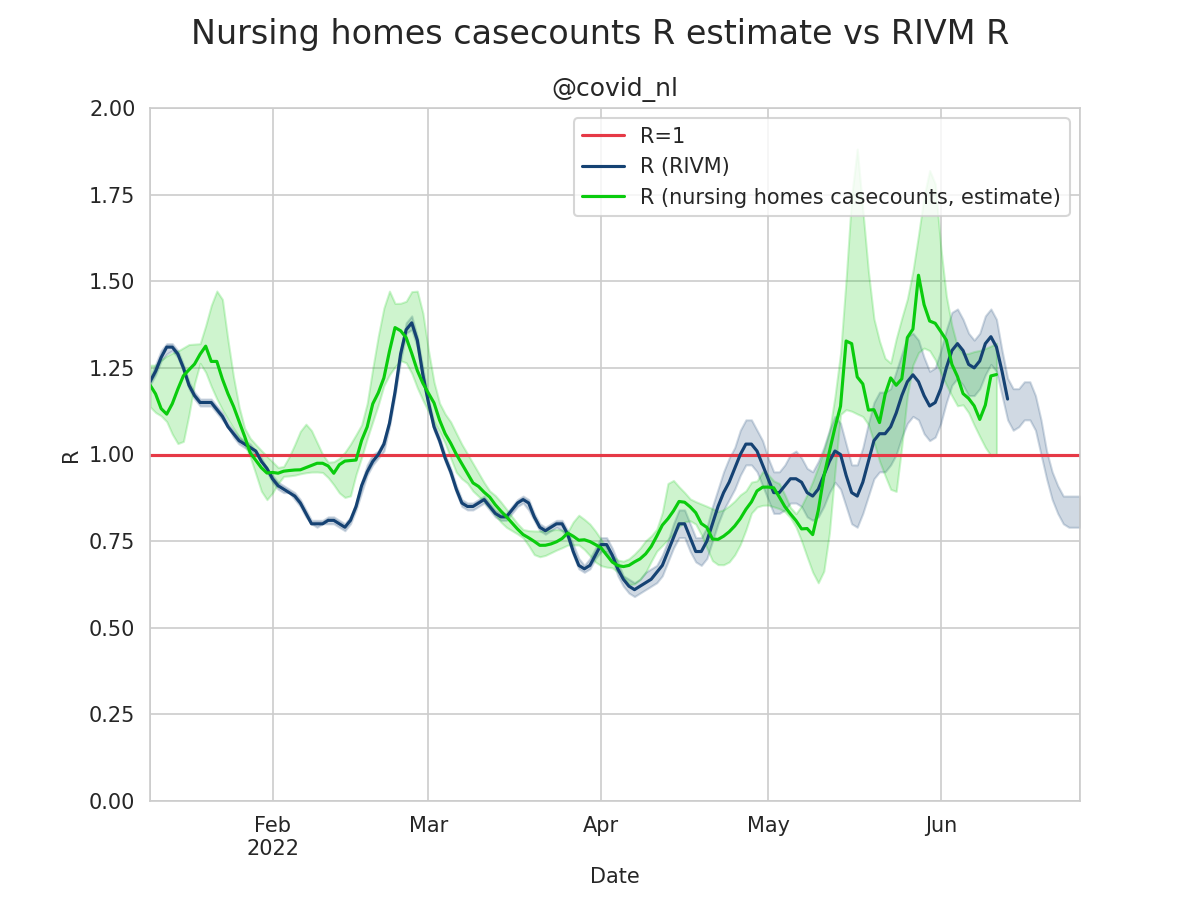 Nursing homes casecounts R estimate vs RIVM R
@covid_nl
R=1
R (RIVM)
R (nursing homes casecounts, estimate)
2.00
1.75
1.50
1.25
1.00
0.75
0.50
0.25
0.00
R
Feb
2022
Mar
Apr
May
Jun
Date